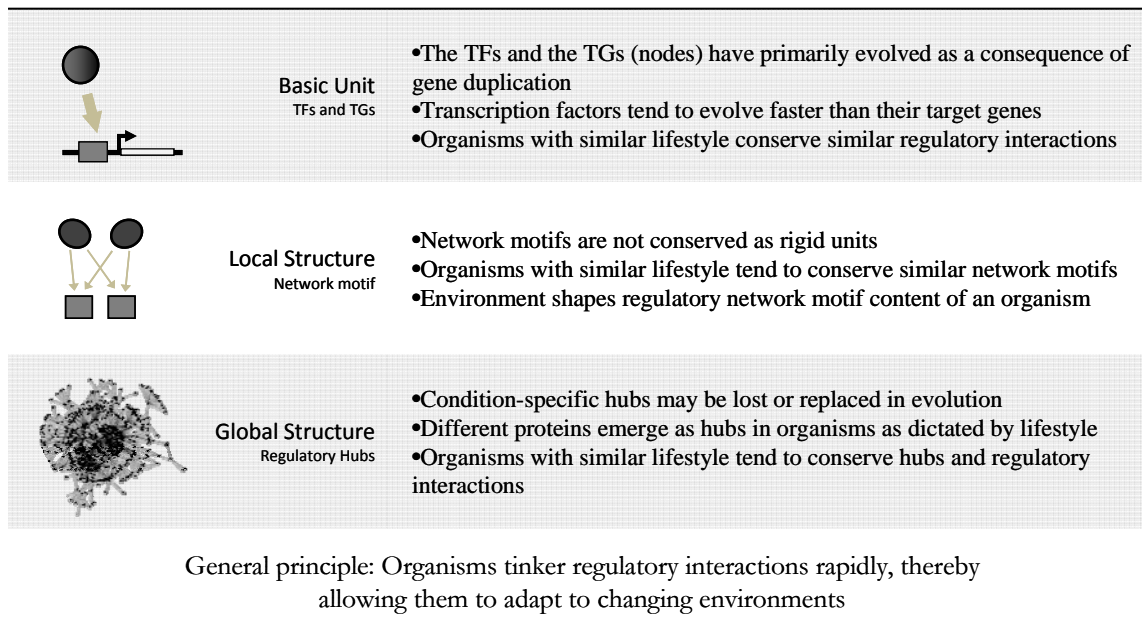 Basic Unit
TFs and TGs
•The TFs and the TGs (nodes) have primarily evolved as a consequence of
gene duplication
•Transcription factors tend to evolve faster than their target genes
•Organisms with similar lifestyle conserve similar regulatory interactions
Local Structure
Network motif
•Network motifs are not conserved as rigid units
•Organisms with similar lifestyle tend to conserve similar network motifs
•Environment shapes regulatory network motif content of an organism
Global Structure
Regulatory Hubs
•Condition-specific hubs may be lost or replaced in evolution
•Different proteins emerge as hubs in organisms as dictated by lifestyle
•Organisms with similar lifestyle tend to conserve hubs and regulatory
interactions
General principle: Organisms tinker regulatory interactions rapidly, thereby
allowing them to adapt to changing environments